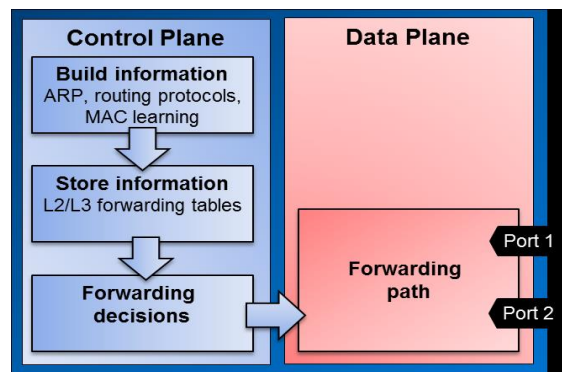 Control Plane
Build information
ARP, routing protocols,
MAC learning
Store information
L2/L3 forwarding tables
Forwarding
decisions
Data Plane
Forwarding
path
Port 1
Port 2